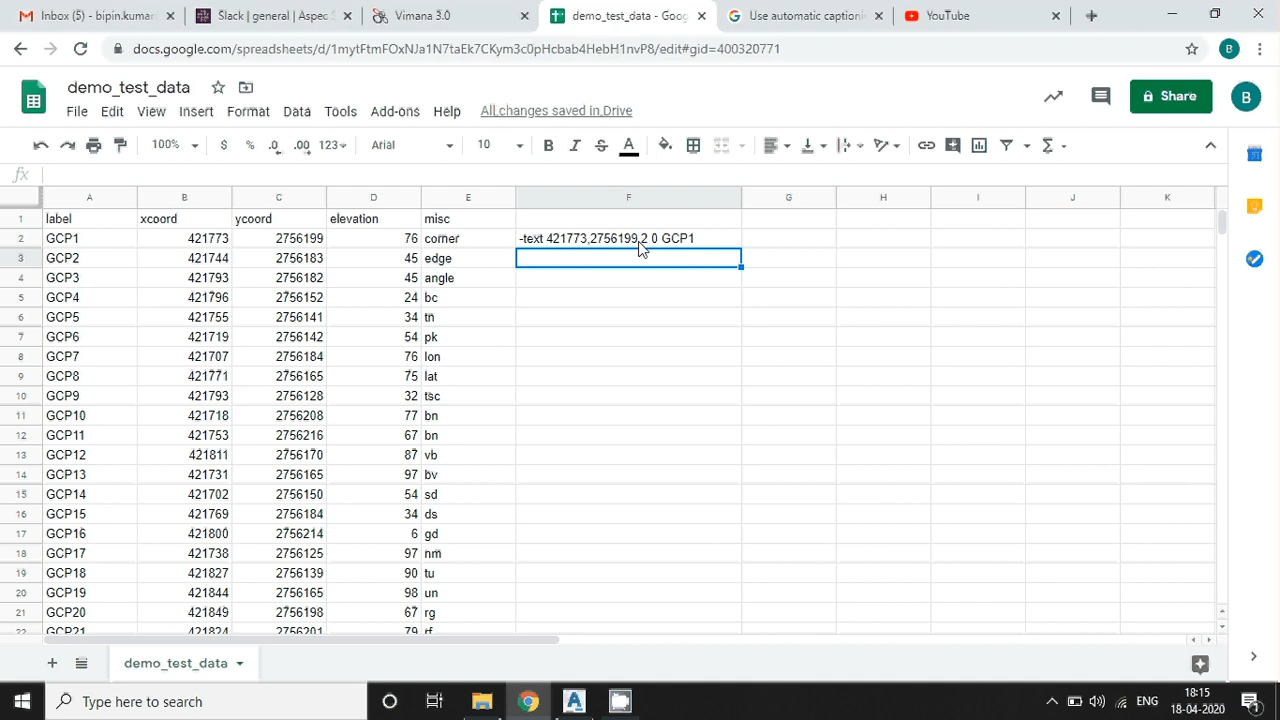 Inbox (5) - bipin.kumar@
Slack | general | Aspec S
Vimana 3.0
demo_test_data - Goog
Use automatic captionin
YouTube
docs.google.com/spreadsheets/d/1mytFtmFOxNJa1N7taEk7CKym3c0pHcbab4HebH1nvP8/edit#gid=400320771
B
demo_test_data
File Edit View Insert Format Data Tools Add-ons Help All changes saved in Drive
Share
B
100% $ % .0 .00 123 Arial 10 B I S A
fx
A B C D E F G H I J K
1 label xcoord ycoord elevation misc
2 GCP1 421773 2756199 76 corner -text 421773,2756199,2 0 GCP1
3 GCP2 421744 2756183 45 edge
4 GCP3 421793 2756182 45 angle
5 GCP4 421796 2756152 24 bc
6 GCP5 421755 2756141 34 tn
7 GCP6 421719 2756142 54 pk
8 GCP7 421707 2756184 76 lon
9 GCP8 421771 2756165 75 lat
10 GCP9 421793 2756128 32 tsc
11 GCP10 421718 2756208 77 bn
12 GCP11 421753 2756216 67 bn
13 GCP12 421811 2756170 87 vb
14 GCP13 421731 2756165 97 bv
15 GCP14 421702 2756150 54 sd
16 GCP15 421769 2756184 34 ds
17 GCP16 421800 2756214 6 gd
18 GCP17 421738 2756125 97 nm
19 GCP18 421827 2756139 90 tu
20 GCP19 421844 2756165 98 un
21 GCP20 421849 2756198 67 rg
22 GCP21 421824 2756201 79 rf
demo_test_data
Type here to search
ENG
18:15
18-04-2020